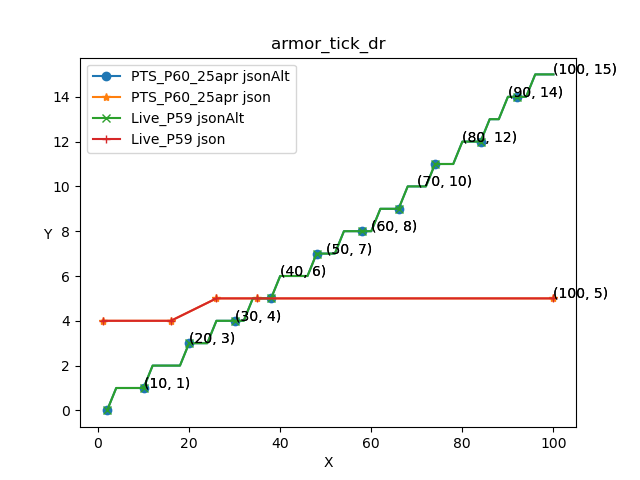 armor_tick_dr
PTS_P60_25apr jsonAlt
PTS_P60_25apr json
Live_P59 jsonAlt
Live_P59 json
(100, 15)
(90, 14)
(80, 12)
(70, 10)
(60, 8)
(50, 7)
(40, 6)
(100, 5)
(30, 4)
(20, 3)
(10, 1)
14
12
10
8
6
4
2
0
Y
0 20 40 60 80 100
X